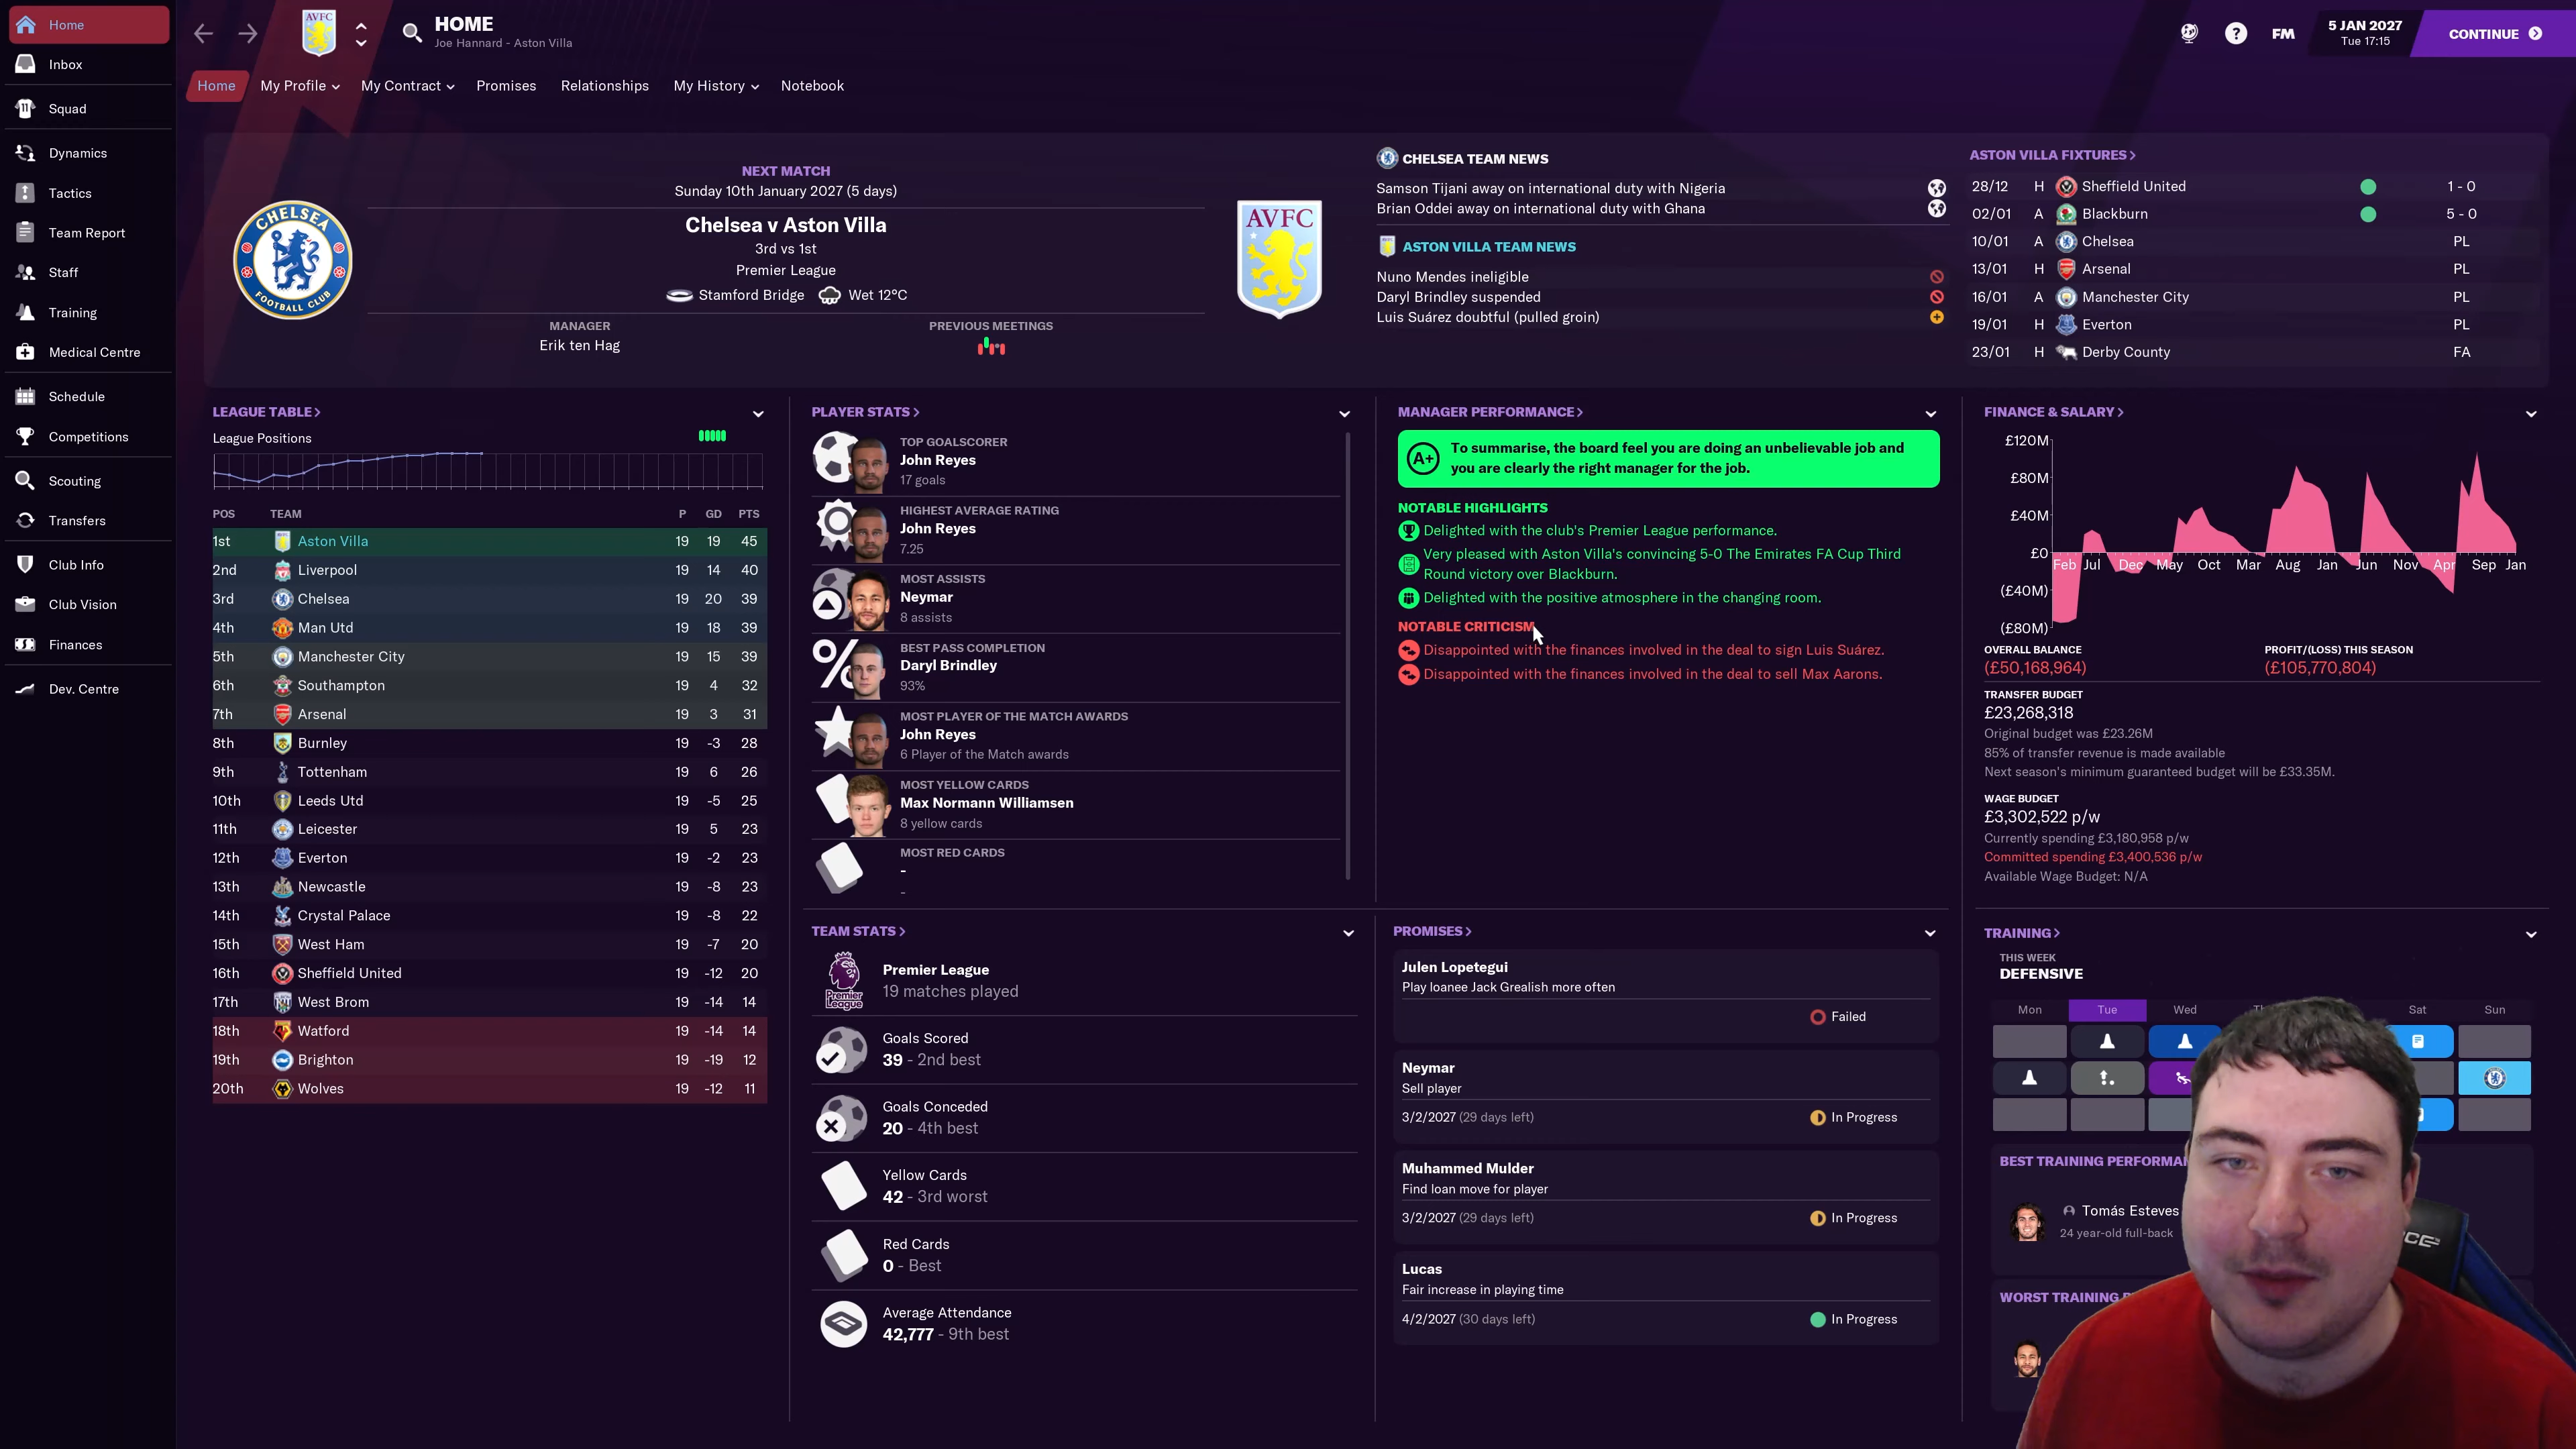 Home
Inbox
Squad
Dynamics
Tactics
Team Report
Staff
Training
Medical Centre
Schedule
Competitions
Scouting
Transfers
Club Info
Club Vision
Finances
Dev. Centre
AVFC
HOME
Joe Hannard - Aston Villa
FM
5 JAN 2027
Tue 17:15
CONTINUE
Home
My Profile
My Contract
Promises
Relationships
My History
Notebook
CHELSEA
FOOTBALL CLUB
NEXT MATCH
Sunday 10th January 2027 (5 days)
Chelsea v Aston Villa
3rd vs 1st
Premier League
Stamford Bridge Wet 12°C
MANAGER
Erik ten Hag
PREVIOUS MEETINGS
AVFC
CHELSEA TEAM NEWS
Samson Tijani away on international duty with Nigeria
Brian Oddei away on international duty with Ghana
ASTON VILLA TEAM NEWS
Nuno Mendes ineligible
Daryl Brindley suspended
Luis Suárez doubtful (pulled groin)
ASTON VILLA FIXTURES >
28/12 H Sheffield United 1 - 0
02/01 A Blackburn 5 - 0
10/01 A Chelsea PL
13/01 H Arsenal PL
16/01 A Manchester City PL
19/01 H Everton PL
23/01 H Derby County FA
LEAGUE TABLE >
League Positions
POS TEAM P GD PTS
1st Aston Villa 19 19 45
2nd Liverpool 19 14 40
3rd Chelsea 19 20 39
4th Man Utd 19 18 39
5th Manchester City 19 15 39
6th Southampton 19 4 32
7th Arsenal 19 3 31
8th Burnley 19 -3 28
9th Tottenham 19 6 26
10th Leeds Utd 19 -5 25
11th Leicester 19 5 23
12th Everton 19 -2 23
13th Newcastle 19 -8 23
14th Crystal Palace 19 -8 22
15th West Ham 19 -7 20
16th Sheffield United 19 -12 20
17th West Brom 19 -14 14
18th Watford 19 -14 14
19th Brighton 19 -19 12
20th Wolves 19 -12 11
PLAYER STATS >
TOP GOALSCORER
John Reyes
17 goals
HIGHEST AVERAGE RATING
John Reyes
7.25
MOST ASSISTS
Neymar
8 assists
BEST PASS COMPLETION
Daryl Brindley
93%
MOST PLAYER OF THE MATCH AWARDS
John Reyes
6 Player of the Match awards
MOST YELLOW CARDS
Max Normann Williamsen
8 yellow cards
MOST RED CARDS
-
-
TEAM STATS >
Premier League
Premier League
19 matches played
Goals Scored
39 - 2nd best
Goals Conceded
20 - 4th best
Yellow Cards
42 - 3rd worst
Red Cards
0 - Best
Average Attendance
42,777 - 9th best
MANAGER PERFORMANCE >
A+
To summarise, the board feel you are doing an unbelievable job and
you are clearly the right manager for the job.
NOTABLE HIGHLIGHTS
Delighted with the club's Premier League performance.
Very pleased with Aston Villa's convincing 5-0 The Emirates FA Cup Third
Round victory over Blackburn.
Delighted with the positive atmosphere in the changing room.
NOTABLE CRITICISM
Disappointed with the finances involved in the deal to sign Luis Suárez.
Disappointed with the finances involved in the deal to sell Max Aarons.
PROMISES >
Julen Lopetegui
Play loanee Jack Grealish more often
Failed
Neymar
Sell player
3/2/2027 (29 days left) In Progress
Muhammed Mulder
Find loan move for player
3/2/2027 (29 days left) In Progress
Lucas
Fair increase in playing time
4/2/2027 (30 days left) In Progress
FINANCE & SALARY >
£120M
£80M
£40M
£0
(£40M)
(£80M)
Feb Jul Dec May Oct Mar Aug Jan Jun Nov Apr Sep Jan
OVERALL BALANCE
(£50,168,964)
PROFIT/(LOSS) THIS SEASON
(£105,770,804)
TRANSFER BUDGET
£23,268,318
Original budget was £23.26M
85% of transfer revenue is made available
Next season's minimum guaranteed budget will be £33.35M.
WAGE BUDGET
£3,302,522 p/w
Currently spending £3,180,958 p/w
Committed spending £3,400,536 p/w
Available Wage Budget: N/A
TRAINING >
THIS WEEK
DEFENSIVE
Mon Tue Wed Sat Sun
BEST TRAINING
Tomás Esteves
24 year-old full-back
WORST TRAINING